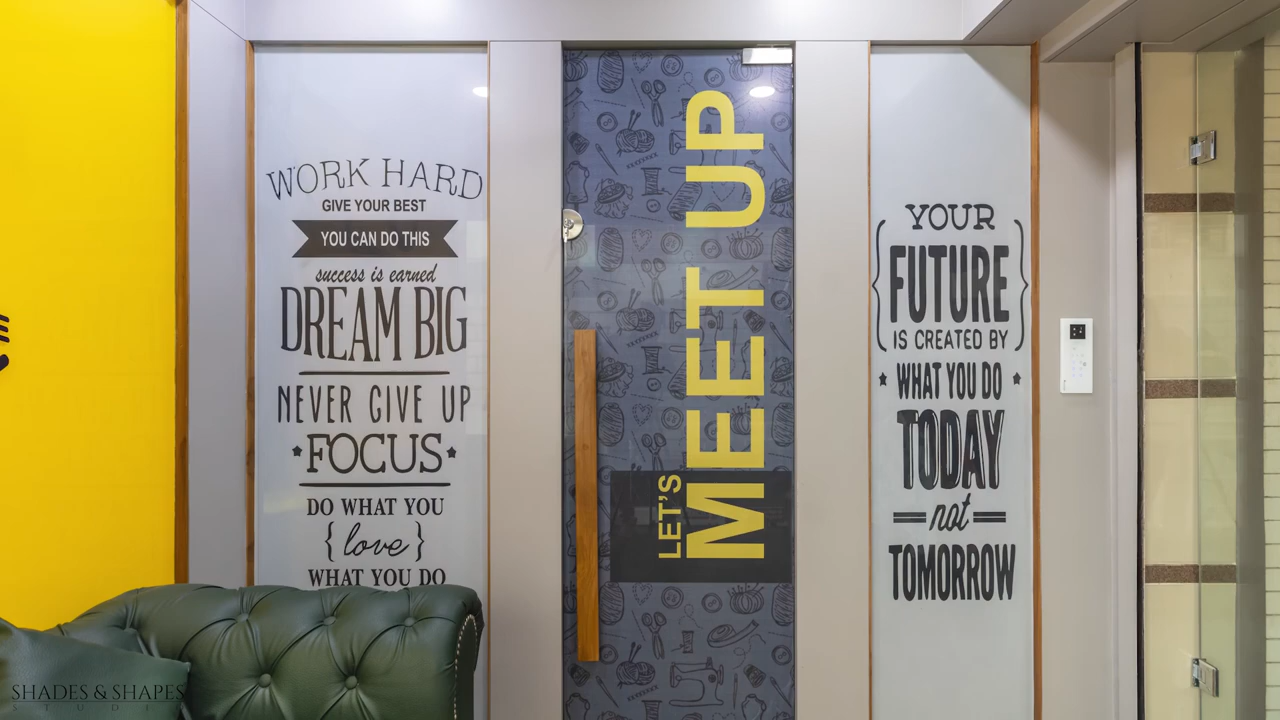 WORK HARD
GIVE YOUR BEST
YOU CAN DO THIS
success is earned
DREAM BIG
NEVER GIVE UP
FOCUS
DO WHAT YOU
{love}
WHAT YOU DO
LET'S
MEET UP
YOUR
FUTURE
IS CREATED BY
WHAT YOU DO
TODAY
not
TOMORROW
SHADES & SHAPES
STUDIO